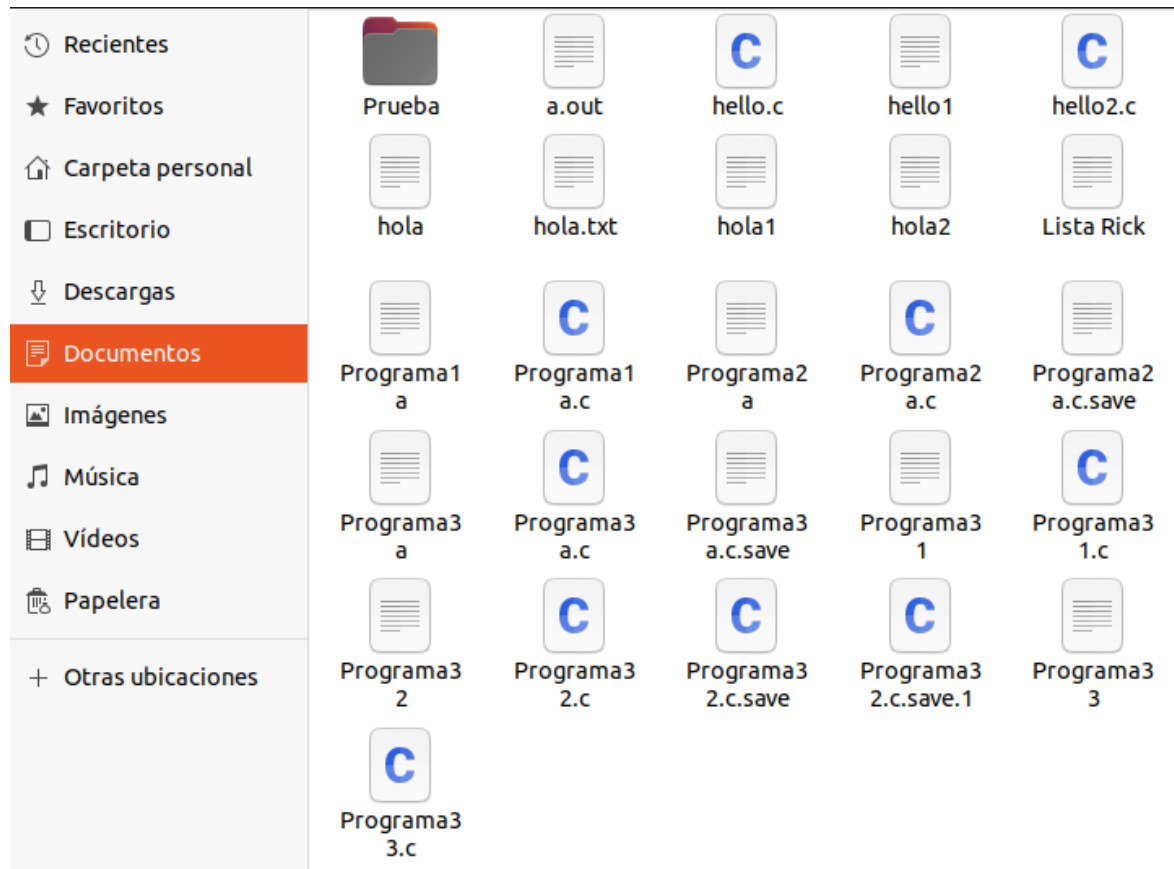 Recientes
Favoritos
Carpeta personal
Escritorio
Descargas
Documentos
Imágenes
Música
Vídeos
Papelera
Otras ubicaciones
Prueba
a.out
hello.c
hello1
hello2.c
hola
hola.txt
hola1
hola2
Lista Rick
Programa1
a
Programa1
a.c
Programa2
a
Programa2
a.c
Programa2
a.c.save
Programa3
a
Programa3
a.c
Programa3
a.c.save
Programa3
1
Programa3
1.c
Programa3
2
Programa3
2.c
Programa3
2.c.save
Programa3
2.c.save.1
Programa3
3
Programa3
3.c